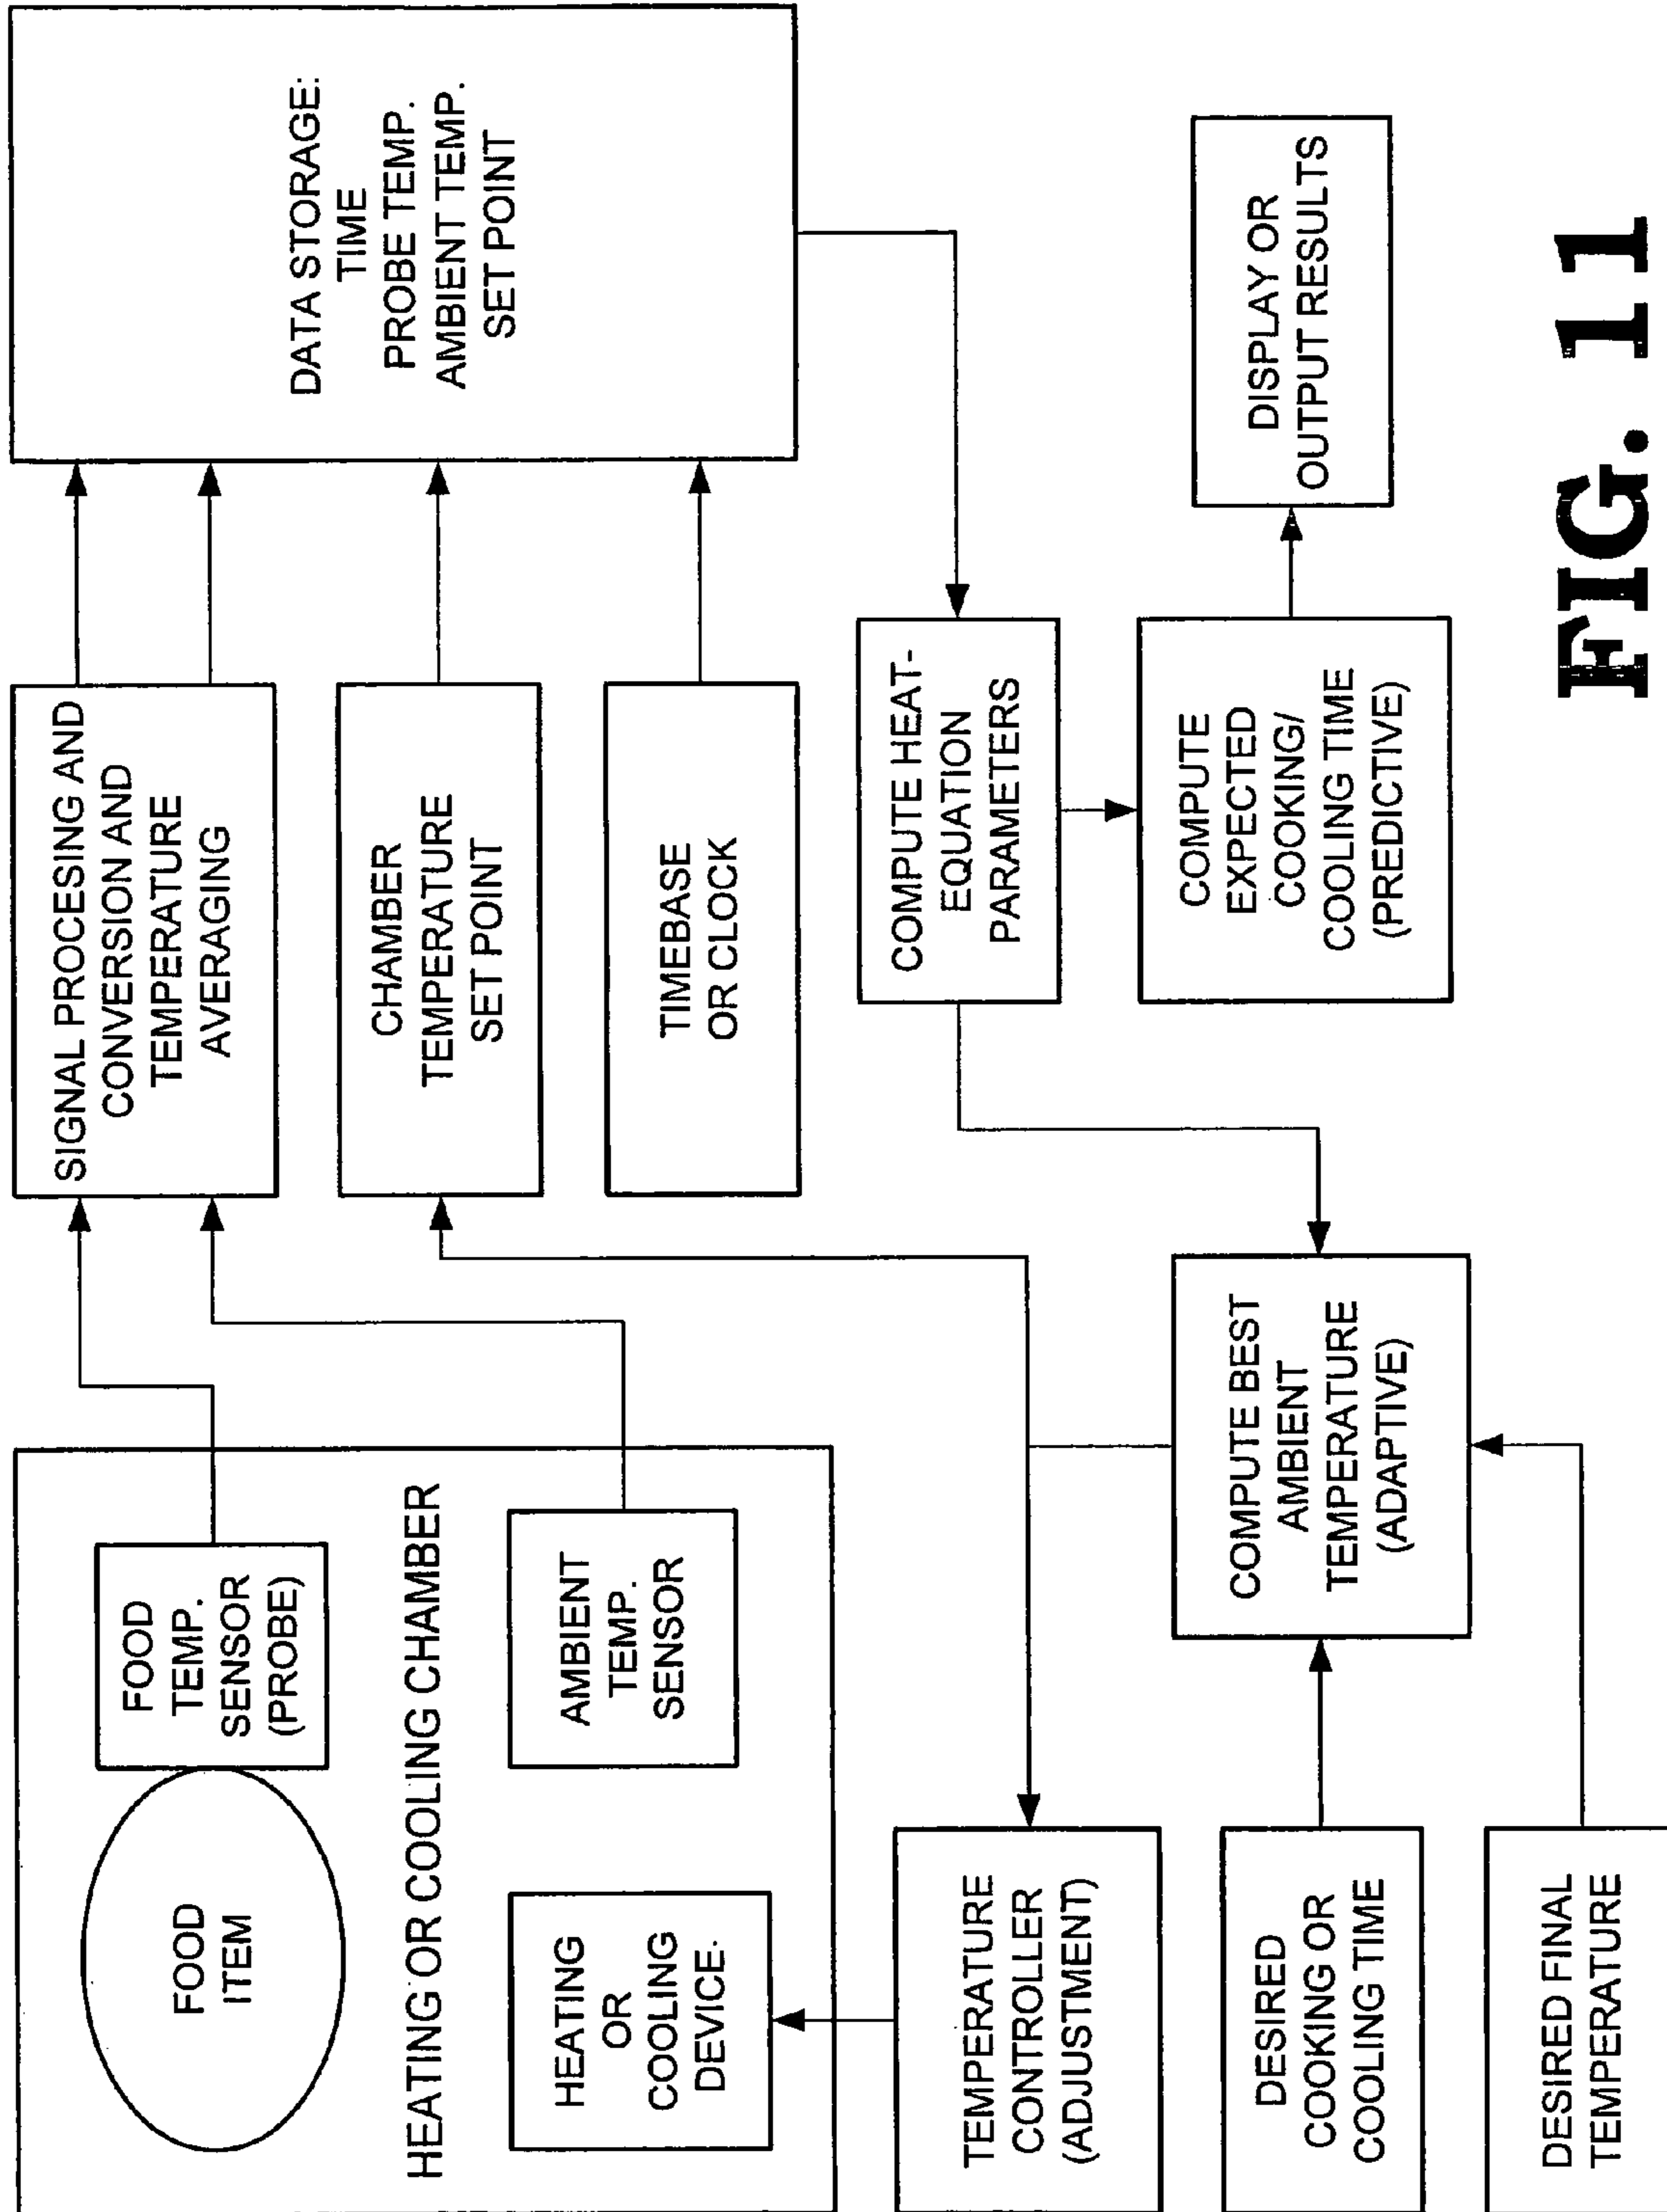 FOOD
ITEM
FOOD
TEMP.
SENSOR
(PROBE)
HEATING OR COOLING CHAMBER
HEATING
OR
COOLING
DEVICE.
AMBIENT
TEMP.
SENSOR
SIGNAL PROCESING AND
CONVERSION AND
TEMPERATURE
AVERAGING
CHAMBER
TEMPERATURE
SET POINT
TIMEBASE
OR CLOCK
DATA STORAGE:
TIME
PROBE TEMP.
AMBIENT TEMP.
SET POINT
TEMPERATURE
CONTROLLER
(ADJUSTMENT)
DESIRED
COOKING OR
COOLING TIME
DESIRED FINAL
TEMPERATURE
COMPUTE BEST
AMBIENT
TEMPERATURE
(ADAPTIVE)
COMPUTE HEAT-
EQUATION
PARAMETERS
COMPUTE
EXPECTED
COOKING/
COOLING TIME
(PREDICTIVE)
DISPLAY OR
OUTPUT RESULTS
FIG. 11